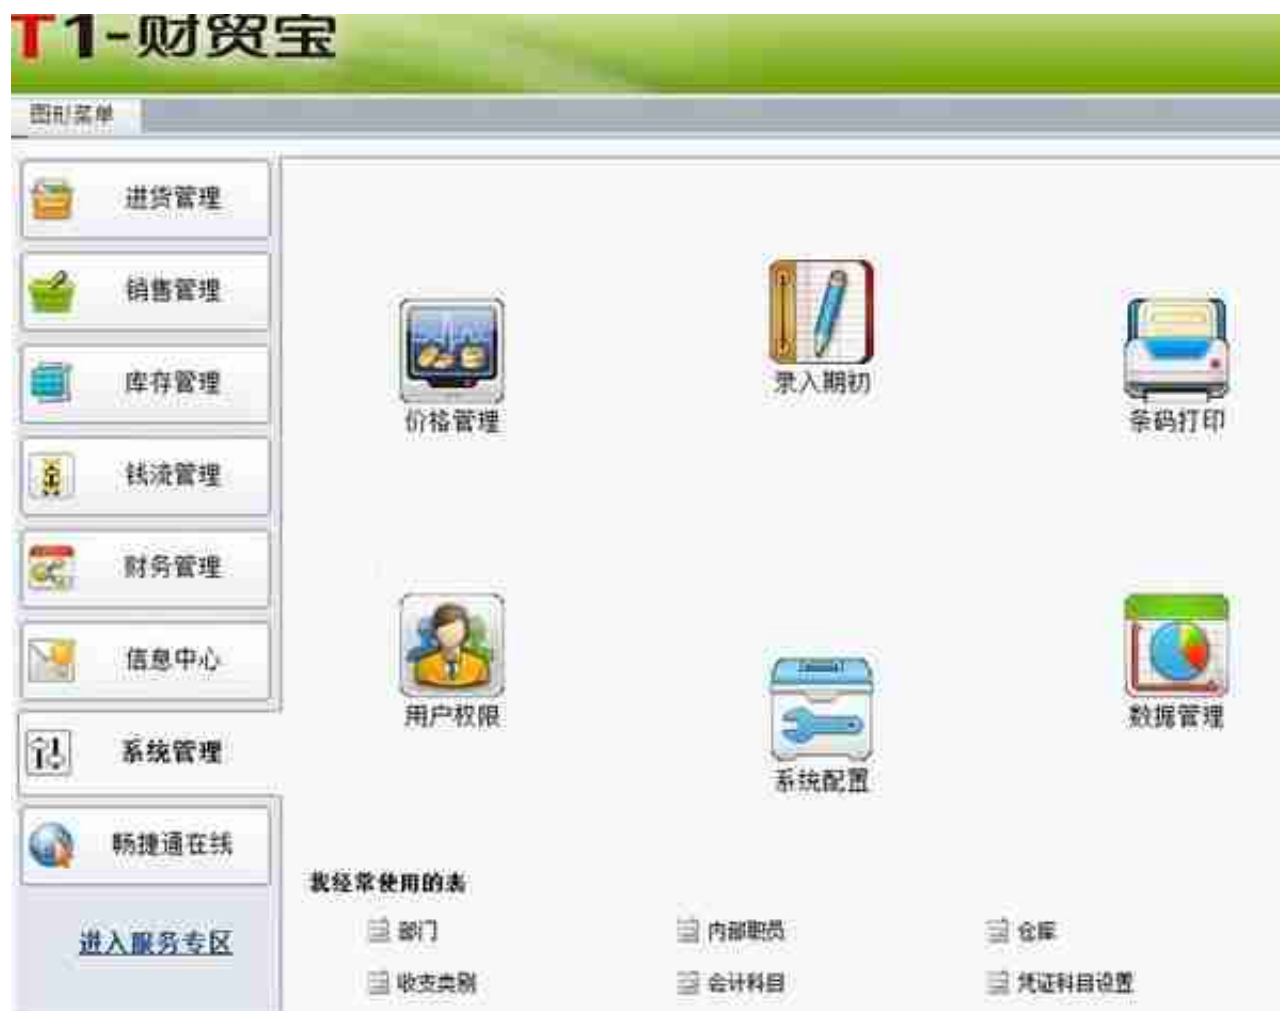 T1-财贸宝
图形菜单
进货管理
销售管理
库存管理
钱流管理
财务管理
信息中心
系统管理
畅捷通在线
进入服务专区
价格管理
录入期初
条码打印
用户权限
系统配置
数据管理
我经常使用的表
部门 内部职员 仓库
收支类别 会计科目 凭证科目设置